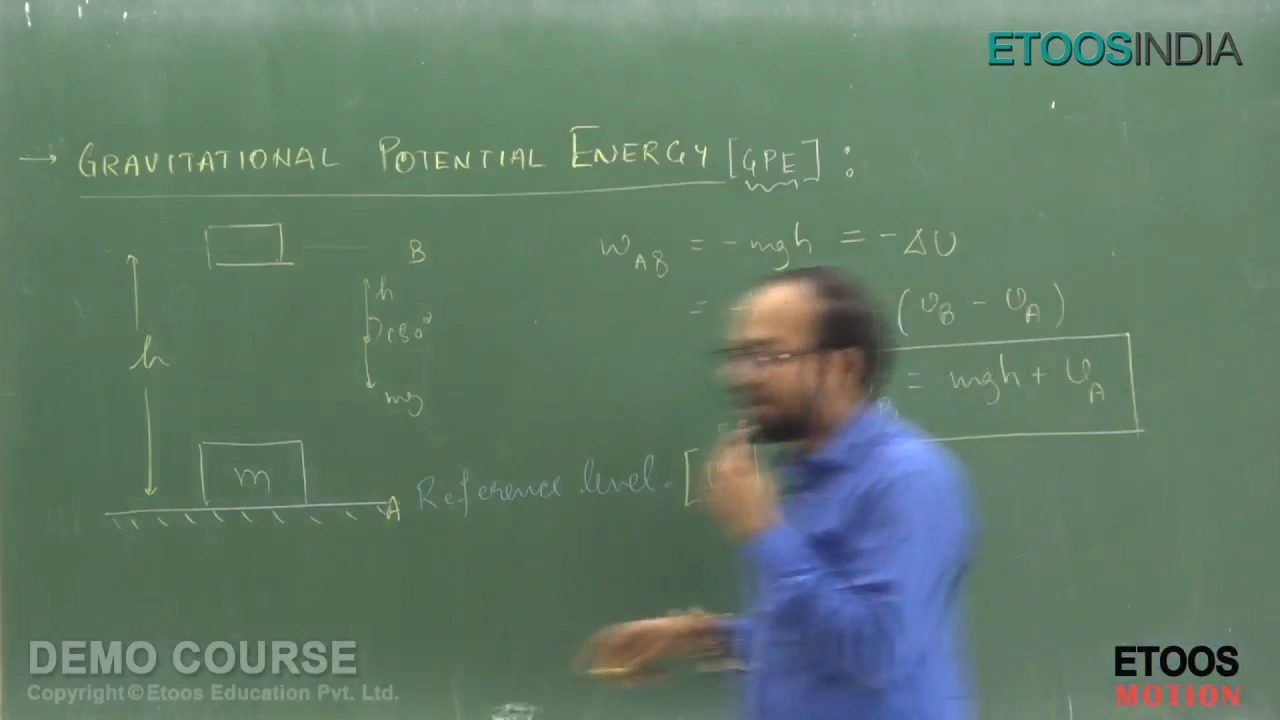 ETOOSINDIA
→ GRAVITATIONAL POTENTIAL ENERGY [GPE] :
B
h
180°
mg
h
m
A Reference level.
W_AB = -mgh = -ΔU
= - (U_B - U_A)
= mgh + U_A
DEMO COURSE
Copyright © Etoos Education Pvt. Ltd.
ETOOS
MOTION